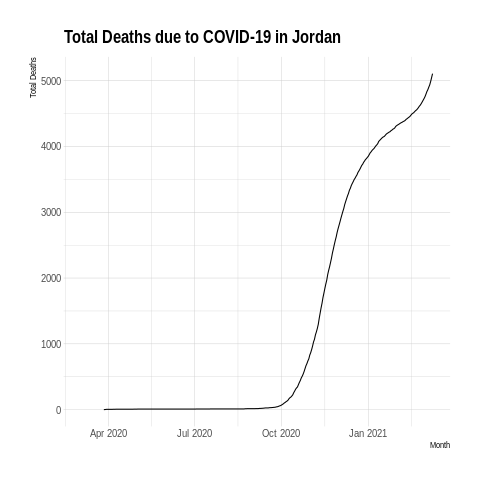 Total Deaths due to COVID-19 in Jordan
Total Deaths
5000
4000
3000
2000
1000
0
Apr 2020
Jul 2020
Oct 2020
Jan 2021
Month